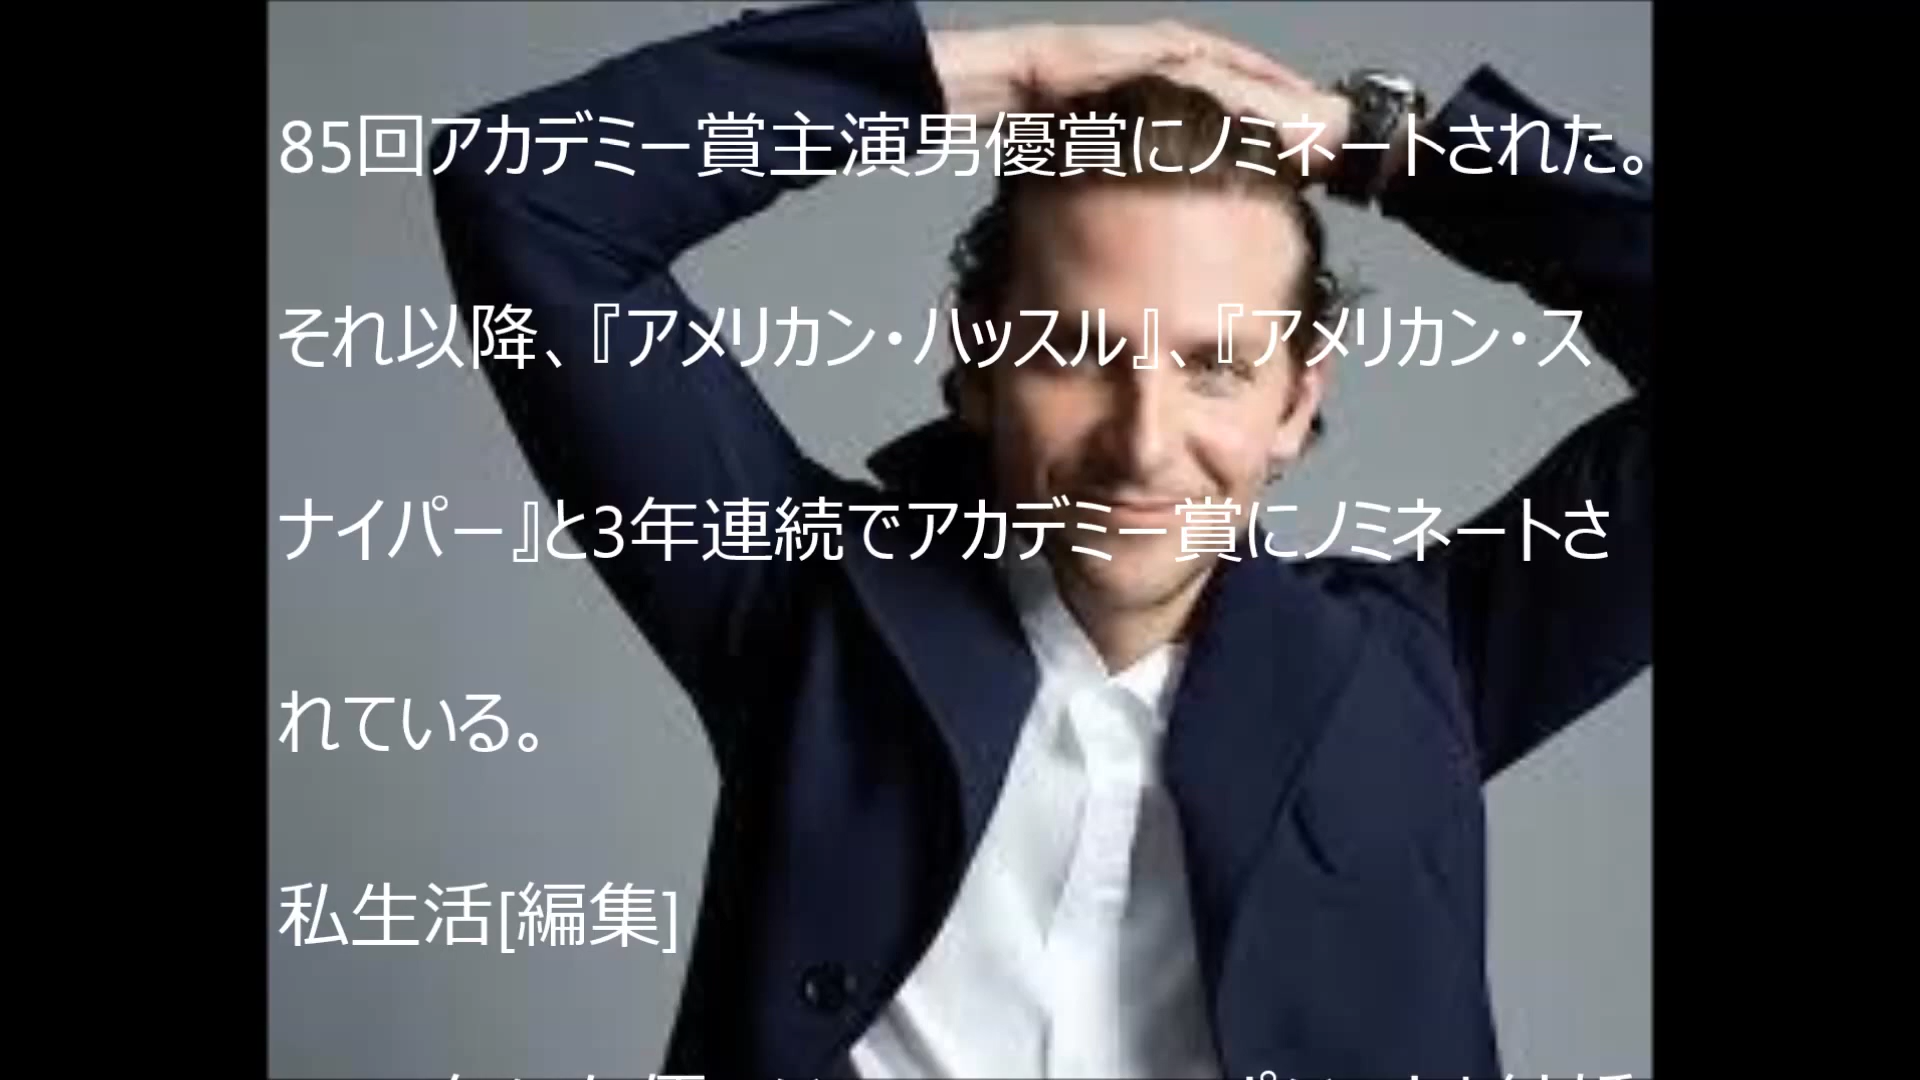 85回アカデミー賞主演男優賞にノミネートされた。
それ以降、『アメリカン・ハッスル』、『アメリカン・ス
ナイパー』と3年連続でアカデミー賞にノミネートさ
れている。
私生活[編集]